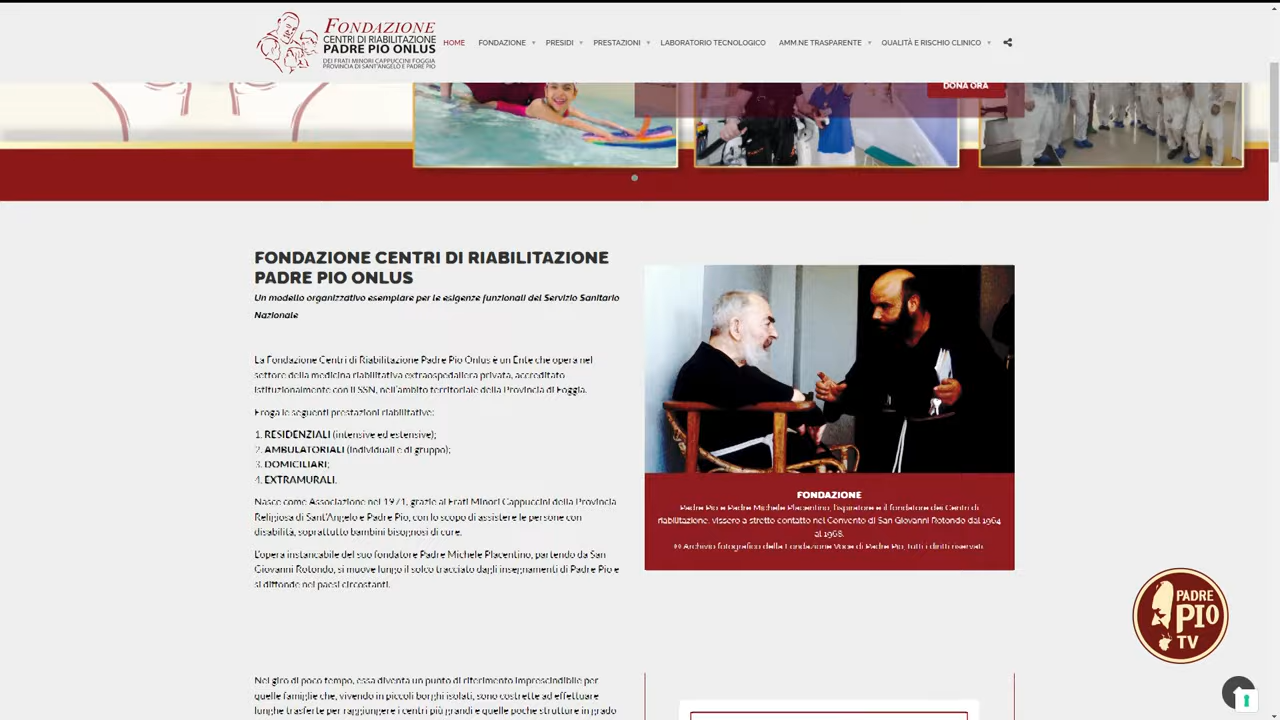 FONDAZIONE
CENTRI DI RIABILITAZIONE
PADRE PIO ONLUS
DEI FRATI MINORI CAPPUCCINI FOGGIA
PROVINCIA DI SANT'ANGELO E PADRE PIO
HOME FONDAZIONE PRESIDI PRESTAZIONI LABORATORIO TECNOLOGICO AMM.NE TRASPARENTE QUALITÀ E RISCHIO CLINICO
DONA ORA
FONDAZIONE CENTRI DI RIABILITAZIONE
PADRE PIO ONLUS
Un modello organizzativo esemplare per le esigenze funzionali del Servizio Sanitario
Nazionale
La Fondazione Centri di Riabilitazione Padre Pio Onlus è un Ente che opera nel
settore della medicina riabilitativa extraospedaliera privata, accreditato
istituzionalmente con il SSN, nell'ambito territoriale della Provincia di Foggia.
Eroga le seguenti prestazioni riabilitative:
1. RESIDENZIALI (intensive ed estensive);
2. AMBULATORIALI (individuali e di gruppo);
3. DOMICILIARI;
4. EXTRAMURALI.
Nasce come Associazione nel 1971, grazie ai Frati Minori Cappuccini della Provincia
Religiosa di Sant'Angelo e Padre Pio, con lo scopo di assistere le persone con
disabilità, soprattutto bambini bisognosi di cure.
L'opera instancabile del suo fondatore Padre Michele Placentino, partendo da San
Giovanni Rotondo, si muove lungo il solco tracciato dagli insegnamenti di Padre Pio e
si diffonde nei paesi circostanti.
FONDAZIONE
Padre Pio e Padre Michele Placentino, l'ispiratore e il fondatore dei Centri di
riabilitazione, vissero a stretto contatto nel Convento di San Giovanni Rotondo dal 1964
al 1968.
© Archivio fotografico della Fondazione Voce di Padre Pio, tutti i diritti riservati
PADRE
PIO
TV
Nel giro di poco tempo, essa diventa un punto di riferimento imprescindibile per
quelle famiglie che, vivendo in piccoli borghi isolati, sono costrette ad effettuare
lunghe trasferte per raggiungere i centri più grandi e quelle poche strutture in grado